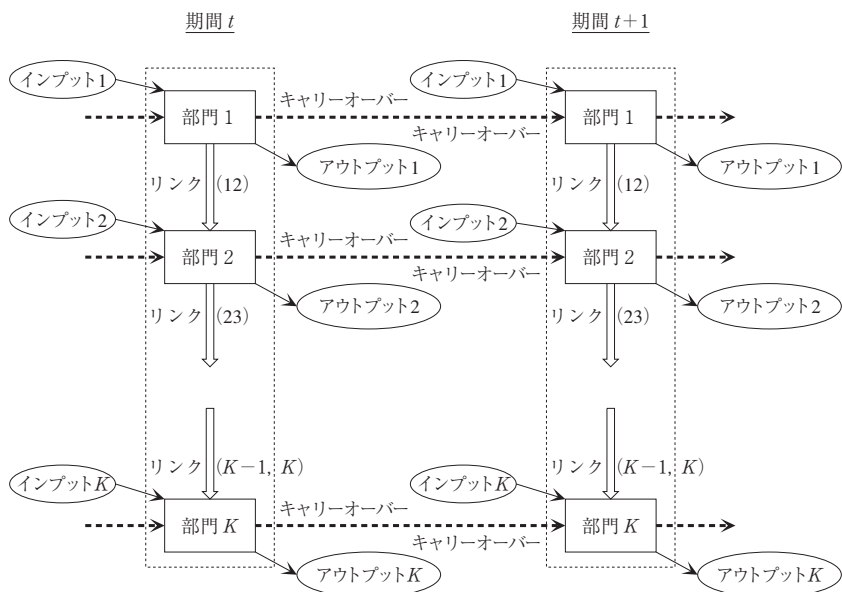 期間 t
期間 t+1
インプット1
インプット1
部門 1
キャリーオーバー
キャリーオーバー
部門 1
アウトプット1
アウトプット1
リンク (12)
リンク (12)
インプット2
インプット2
部門 2
キャリーオーバー
キャリーオーバー
部門 2
アウトプット2
アウトプット2
リンク (23)
リンク (23)
リンク (K−1, K)
リンク (K−1, K)
インプットK
インプットK
部門 K
キャリーオーバー
キャリーオーバー
部門 K
アウトプットK
アウトプットK